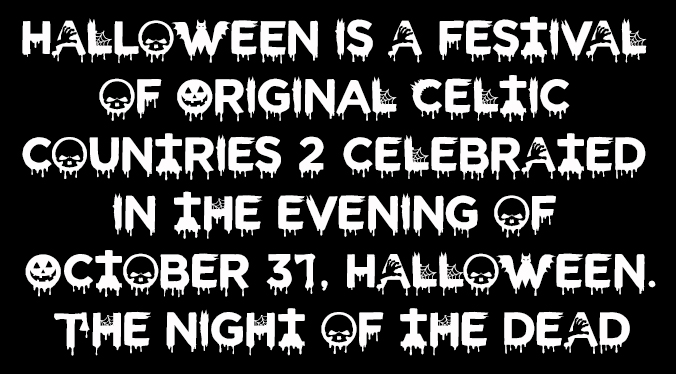 HALLOWEEN IS A FESTIVAL
OF ORIGINAL CELTIC
COUNTRIES 2 CELEBRATED
IN THE EVENING OF
OCTOBER 31, HALLOWEEN.
THE NIGHT OF THE DEAD